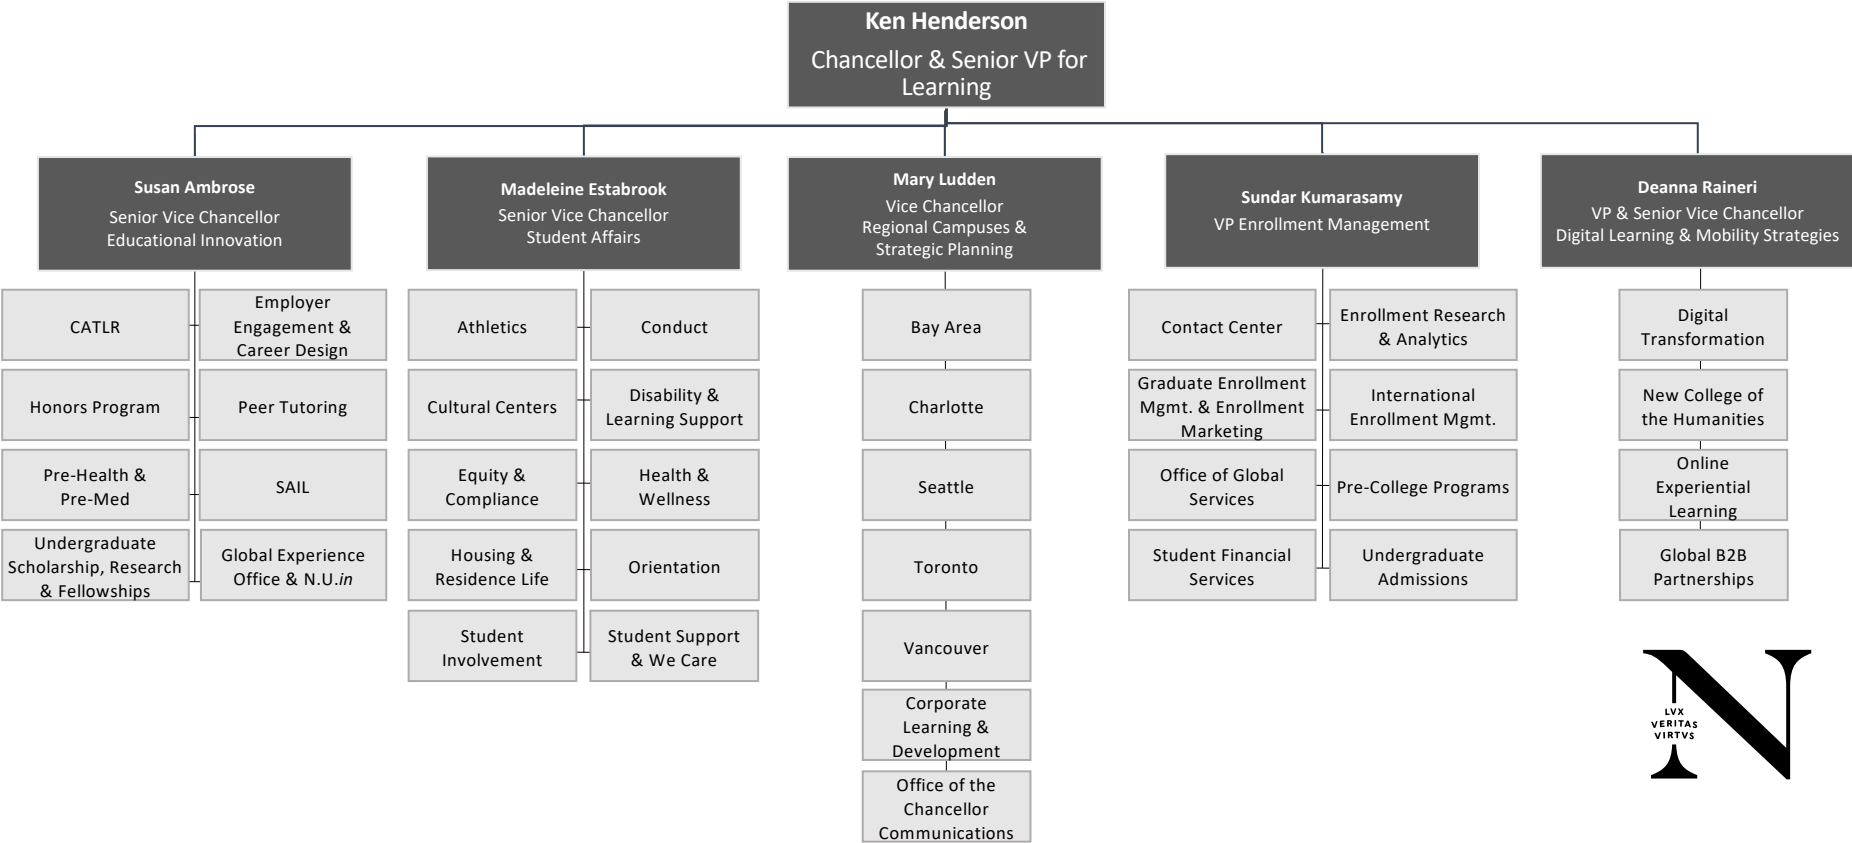 Ken Henderson
Chancellor & Senior VP for
Learning
Susan Ambrose
Senior Vice Chancellor
Educational Innovation
CATLR
Employer
Engagement &
Career Design
Honors Program
Peer Tutoring
Pre-Health &
Pre-Med
SAIL
Undergraduate
Scholarship, Research
& Fellowships
Global Experience
Office & N.U.in
Madeleine Estabrook
Senior Vice Chancellor
Student Affairs
Athletics
Conduct
Cultural Centers
Disability &
Learning Support
Equity &
Compliance
Health &
Wellness
Housing &
Residence Life
Orientation
Student
Involvement
Student Support
& We Care
Mary Ludden
Vice Chancellor
Regional Campuses &
Strategic Planning
Bay Area
Charlotte
Seattle
Toronto
Vancouver
Corporate
Learning &
Development
Office of the
Chancellor
Communications
Sundar Kumarasamy
VP Enrollment Management
Contact Center
Enrollment Research
& Analytics
Graduate Enrollment
Mgmt. & Enrollment
Marketing
International
Enrollment Mgmt.
Office of Global
Services
Pre-College Programs
Student Financial
Services
Undergraduate
Admissions
Deanna Raineri
VP & Senior Vice Chancellor
Digital Learning & Mobility Strategies
Digital
Transformation
New College of
the Humanities
Online
Experiential
Learning
Global B2B
Partnerships
N
LVX
VERITAS
VIRTVS